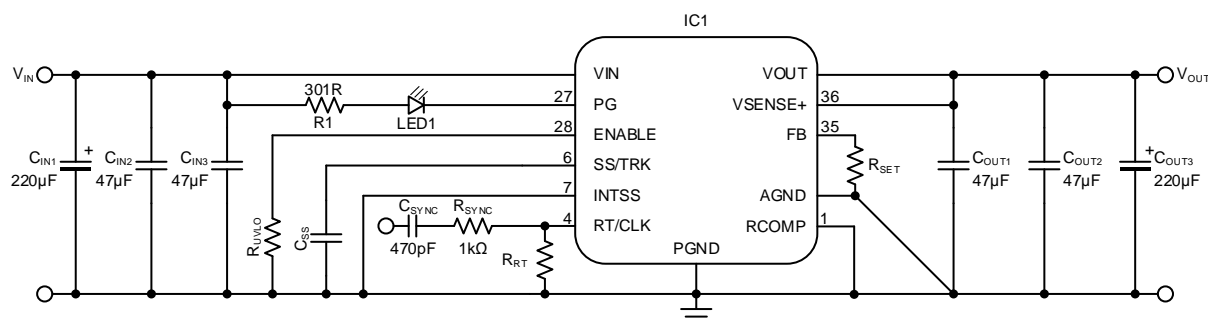 IC1
VIN
VIN
VOUT
VOUT
301R
R1
LED1
27
PG
VSENSE+
36
28
ENABLE
FB
35
CIN1
+
220µF
CIN2
47µF
CIN3
47µF
6
SS/TRK
RSET
COUT1
47µF
COUT2
47µF
+
COUT3
220µF
7
INTSS
AGND
CSYNC
470pF
RSYNC
1kΩ
4
RT/CLK
RCOMP
1
RUVLO
CSS
RRT
PGND